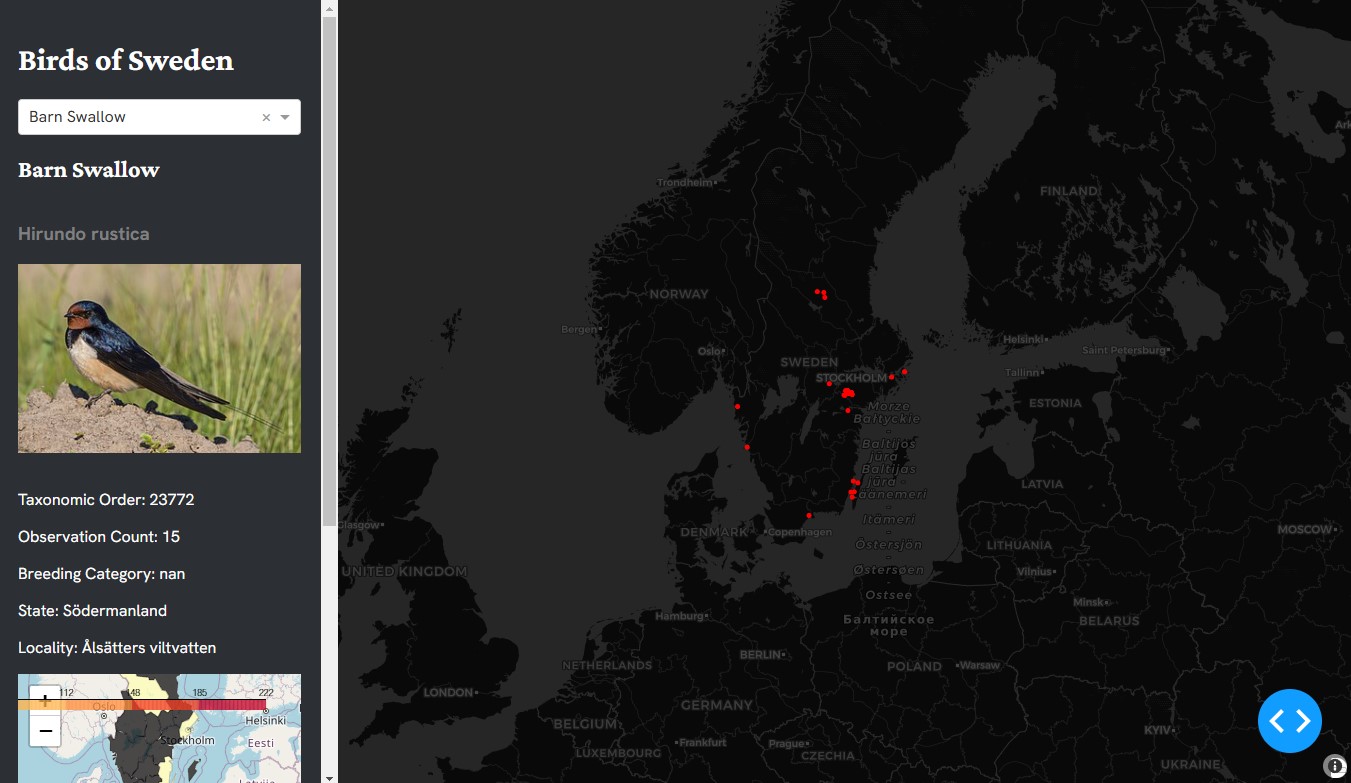 Birds of Sweden
Barn Swallow
Barn Swallow
Hirundo rustica
Taxonomic Order: 23772
Observation Count: 15
Breeding Category: nan
State: Södermanland
Locality: Ålsätters viltvatten
+
112
148
185
222
Oslo
Helsinki
−
Stockholm
Eesti
Trondheim
FINLAND
NORWAY
Bergen
Oslo
Helsinki
Saint Petersburg
SWEDEN
STOCKHOLM
Tallinn
ESTONIA
Morze
Bałtyckie
-
Baltijos
jūra -
Baltijas
jūra -
Läänemeri
-
Itämeri
-
Östersjön
-
Østersøen
-
Ostsee
-
Балтийское
море
LATVIA
Glasgow
DENMARK
Copenhagen
MOSCOW
LITHUANIA
UNITED KINGDOM
Vilnius
Minsk
Hamburg
BELARUS
BERLIN
NETHERLANDS
POLAND
Warsaw
LONDON
GERMANY
BELGIUM
KYIV
Frankfurt
Prague
LUXEMBOURG
CZECHIA
UKRAINE